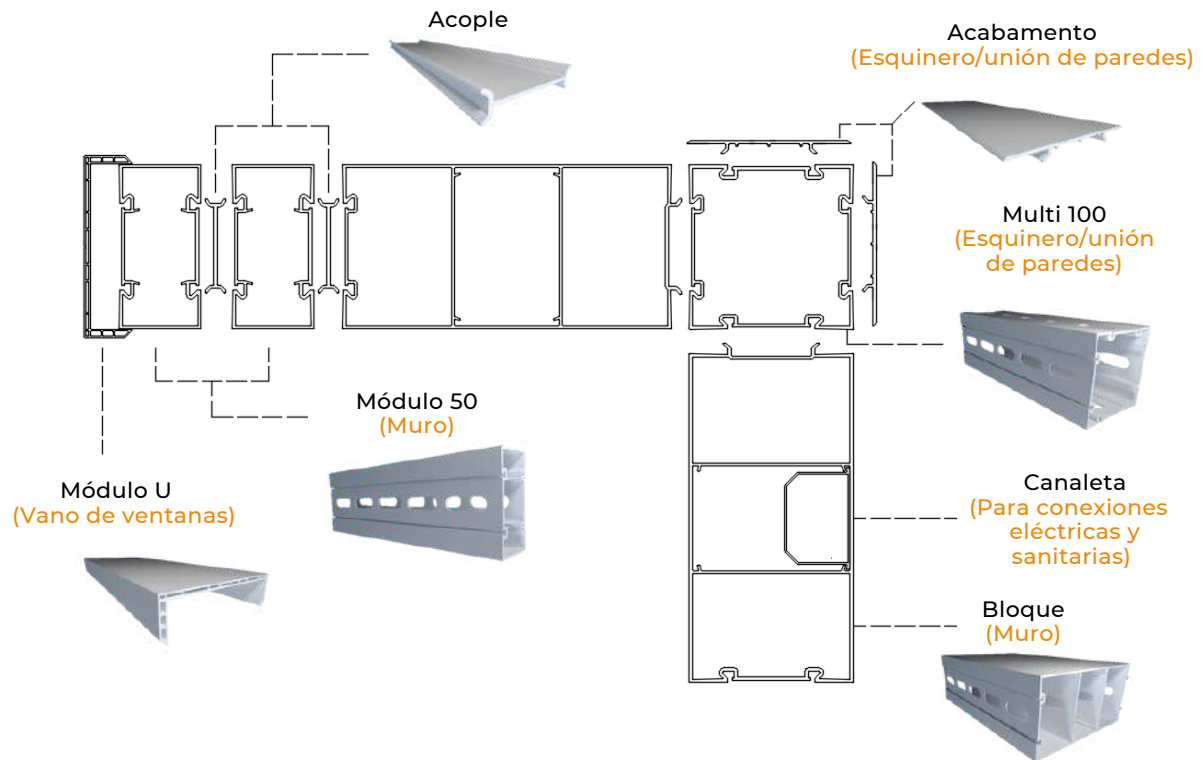 Acople
Acabamento
(Esquinero/unión de paredes)
Multi 100
(Esquinero/unión
de paredes)
Módulo 50
(Muro)
Módulo U
(Vano de ventanas)
Canaleta
(Para conexiones
eléctricas y
sanitarias)
Bloque
(Muro)